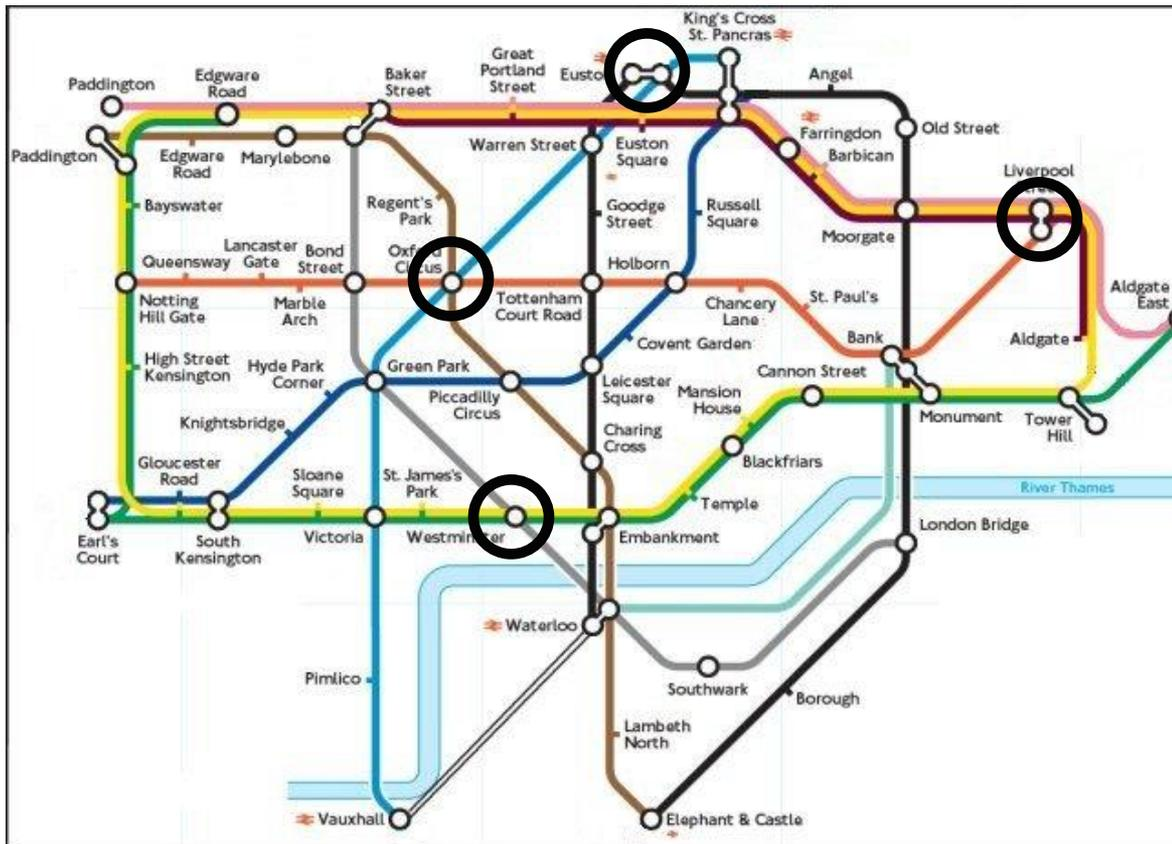 King's Cross
St. Pancras
Paddington
Edgware
Road
Baker
Street
Great
Portland
Street
Eusto
Angel
Paddington
Edgware
Road
Marylebone
Warren Street
Euston
Square
Farringdon
Barbican
Old Street
Liverpool
Bayswater
Regent's
Park
Goodge
Street
Russell
Square
Moorgate
Queensway
Lancaster
Gate
Bond
Street
Oxford
Circus
Holborn
Notting
Hill Gate
Marble
Arch
Tottenham
Court Road
Chancery
Lane
St. Paul's
Aldgate
East
High Street
Kensington
Hyde Park
Corner
Green Park
Covent Garden
Bank
Aldgate
Knightsbridge
Piccadilly
Circus
Leicester
Square
Mansion
House
Cannon Street
Monument
Tower
Hill
Charing
Cross
Blackfriars
Gloucester
Road
Sloane
Square
St. James's
Park
Temple
River Thames
Earl's
Court
South
Kensington
Victoria
Westminster
Embankment
London Bridge
Waterloo
Pimlico
Southwark
Borough
Lambeth
North
Vauxhall
Elephant & Castle